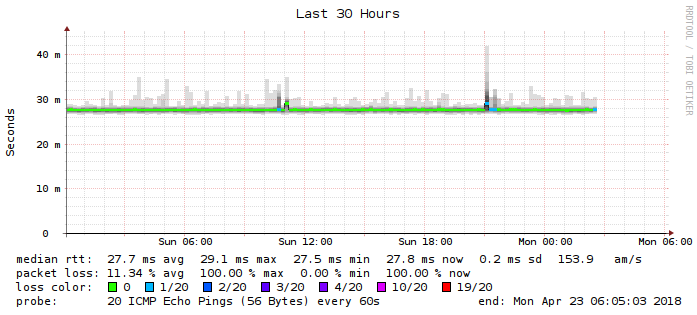 Last 30 Hours
RRDTOOL / TOBI OETIKER
Seconds
40 m
30 m
20 m
10 m
0
Sun 06:00 Sun 12:00 Sun 18:00 Mon 00:00 Mon 06:00
median rtt: 27.7 ms avg 29.1 ms max 27.5 ms min 27.8 ms now 0.2 ms sd 153.9 am/s
packet loss: 11.34 % avg 100.00 % max 0.00 % min 100.00 % now
loss color: 0 1/20 2/20 3/20 4/20 10/20 19/20
probe: 20 ICMP Echo Pings (56 Bytes) every 60s end: Mon Apr 23 06:05:03 2018